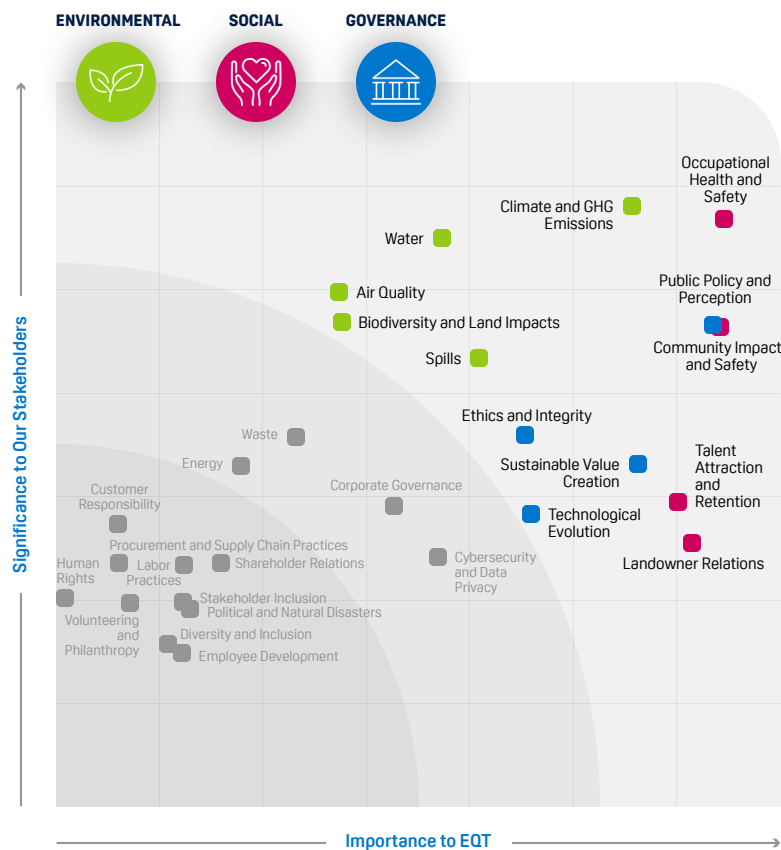 ENVIRONMENTAL
SOCIAL
GOVERNANCE
Significance to Our Stakeholders
Occupational
Health and
Safety
Climate and GHG
Emissions
Water
Air Quality
Public Policy and
Perception
Biodiversity and Land Impacts
Community Impact
and Safety
Spills
Ethics and Integrity
Waste
Energy
Sustainable Value
Creation
Talent
Attraction
and
Retention
Corporate Governance
Customer
Responsibility
Technological
Evolution
Procurement and Supply Chain Practices
Human
Rights
Labor
Practices
Shareholder Relations
Cybersecurity
and Data
Privacy
Landowner Relations
Stakeholder Inclusion
Political and Natural Disasters
Volunteering
and
Philanthropy
Diversity and Inclusion
Employee Development
Importance to EQT